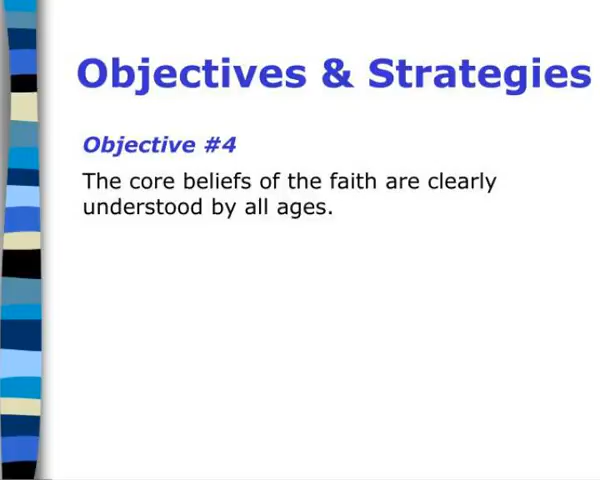 Objectives & Strategies
Objective #4
The core beliefs of the faith are clearly
understood by all ages.